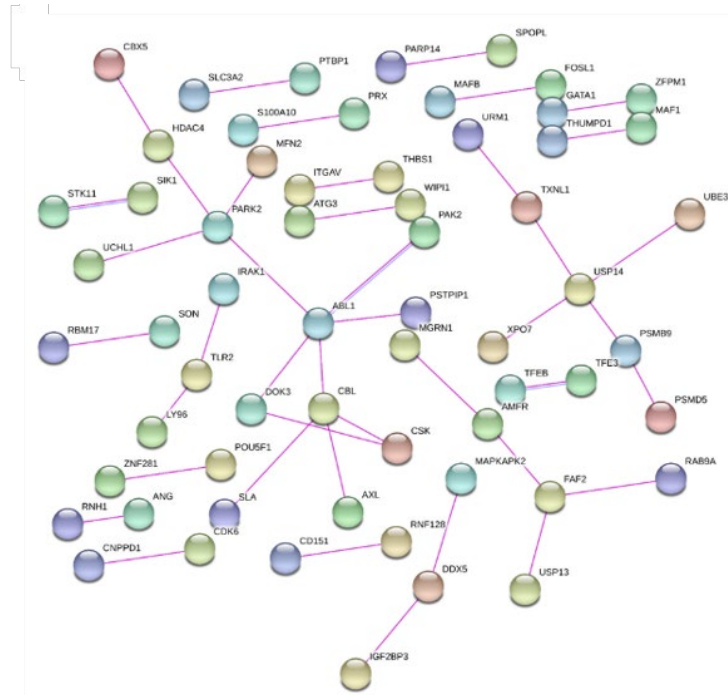 CBX5
SPOPL
PTBP1
PARP14
SLC3A2
FOSL1
MAFB
ZFPM1
GATA1
PRX
S100A10
MAF1
URM1
THUMPD1
HDAC4
MFN2
THBS1
ITGAV
SIK1
STK11
WIPI1
TXNL1
UBE3
ATG3
PARK2
PAK2
UCHL1
IRAK1
USP14
ABL1
PSTPIP1
SON
RBM17
MGRN1
XPO7
PSMB9
TLR2
TFEB
TFE3
DOK3
CBL
AMFR
PSMD5
LY96
CSK
POU5F1
ZNF281
MAPKAPK2
RAB9A
FAF2
ANG
RNH1
SLA
AXL
CDK6
RNF128
CNPPD1
CD151
DDX5
USP13
IGF2BP3